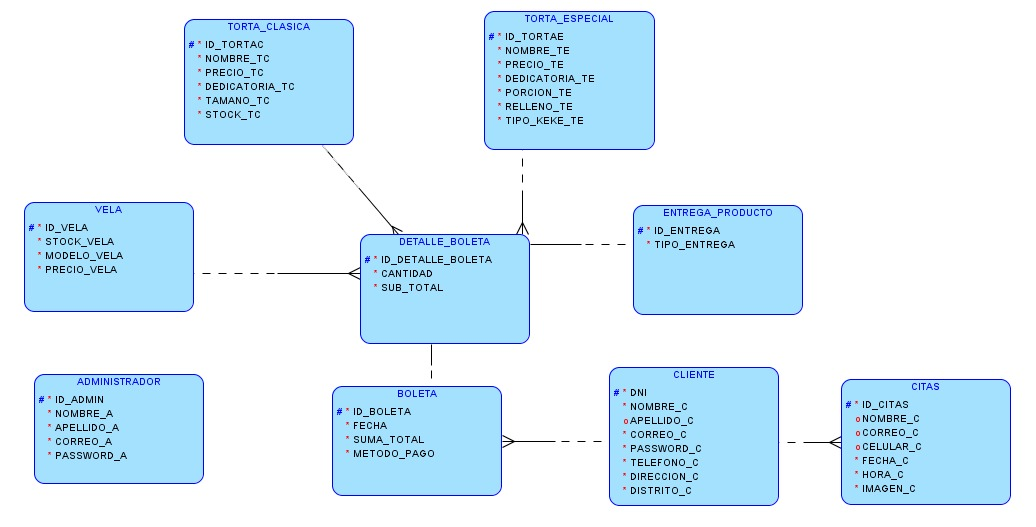 TORTA_CLASICA
#* ID_TORTAC
* NOMBRE_TC
* PRECIO_TC
* DEDICATORIA_TC
* TAMANO_TC
* STOCK_TC
TORTA_ESPECIAL
#* ID_TORTAE
* NOMBRE_TE
* PRECIO_TE
* DEDICATORIA_TE
* PORCION_TE
* RELLENO_TE
* TIPO_KEKE_TE
VELA
#* ID_VELA
* STOCK_VELA
* MODELO_VELA
* PRECIO_VELA
DETALLE_BOLETA
#* ID_DETALLE_BOLETA
* CANTIDAD
* SUB_TOTAL
ENTREGA_PRODUCTO
#* ID_ENTREGA
* TIPO_ENTREGA
ADMINISTRADOR
#* ID_ADMIN
* NOMBRE_A
* APELLIDO_A
* CORREO_A
* PASSWORD_A
BOLETA
#* ID_BOLETA
* FECHA
* SUMA_TOTAL
* METODO_PAGO
CLIENTE
#* DNI
* NOMBRE_C
o APELLIDO_C
* CORREO_C
* PASSWORD_C
* TELEFONO_C
* DIRECCION_C
* DISTRITO_C
CITAS
#* ID_CITAS
o NOMBRE_C
o CORREO_C
o CELULAR_C
* FECHA_C
* HORA_C
* IMAGEN_C